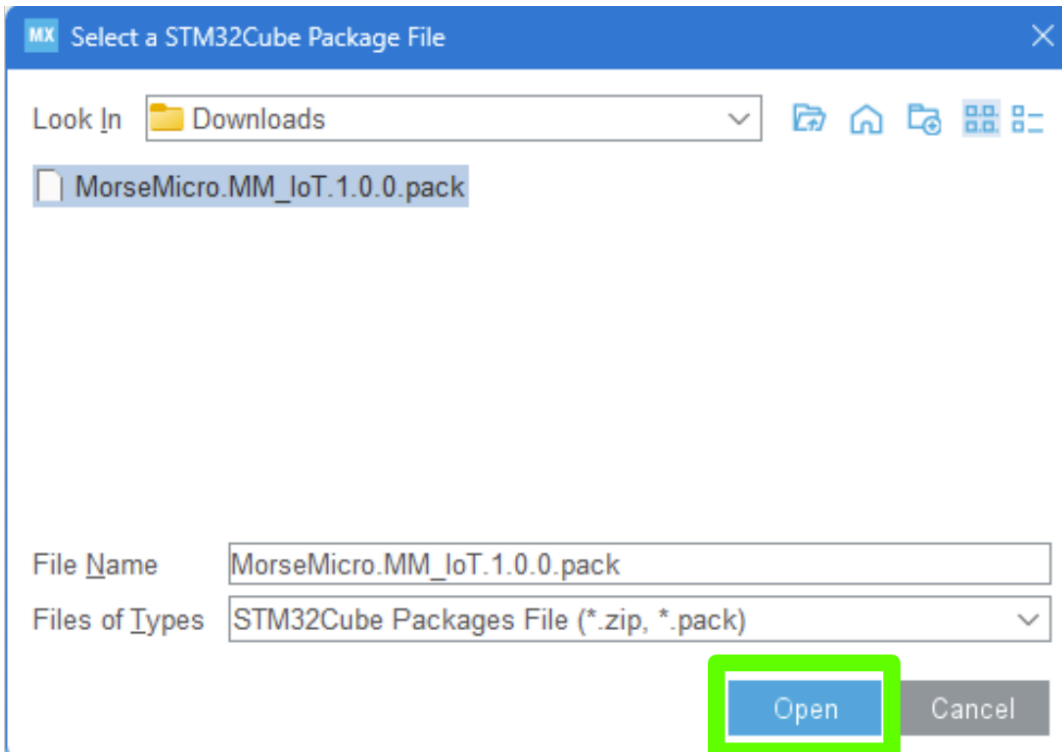 MX Select a STM32Cube Package File
Look In Downloads
MorseMicro.MM_IoT.1.0.0.pack
File Name MorseMicro.MM_IoT.1.0.0.pack
Files of Types STM32Cube Packages File (*.zip, *.pack)
Open Cancel